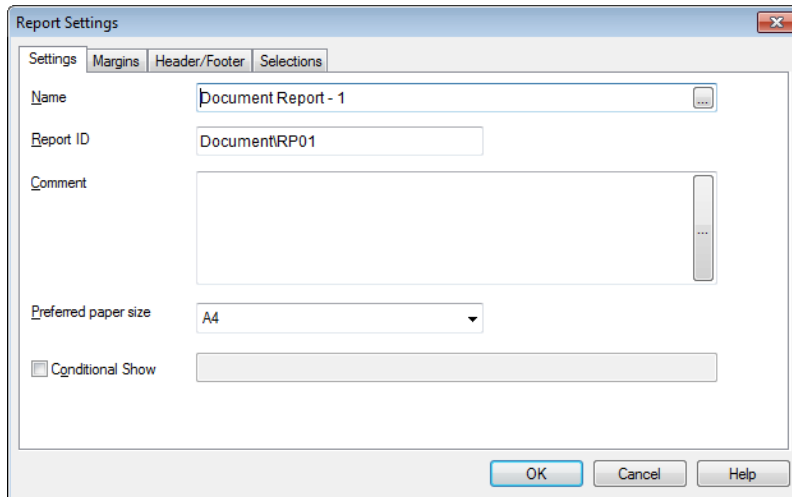 Report Settings
Settings Margins Header/Footer Selections
Name Document Report - 1 ...
Report ID Document\RP01
Comment
...
Preferred paper size A4
Conditional Show
OK Cancel Help